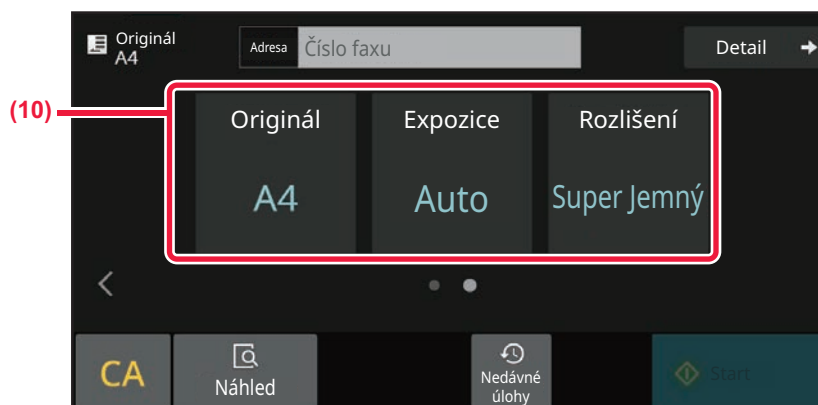 Originál
A4
Adresa
Číslo faxu
Detail
(10)
Originál
Expozice
Rozlišení
A4
Auto
Super Jemný
CA
Náhled
Nedávné
úlohy
Start